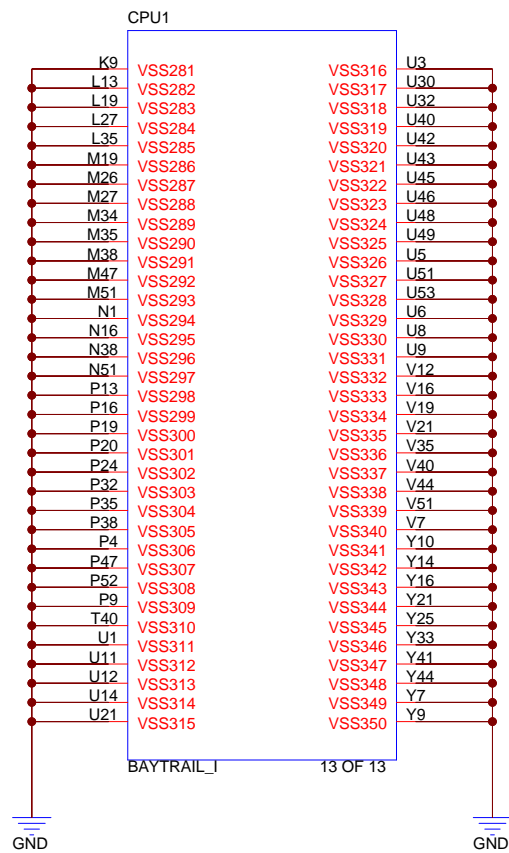 CPU1
K9 VSS281 VSS316 U3
L13 VSS282 VSS317 U30
L19 VSS283 VSS318 U32
L27 VSS284 VSS319 U40
L35 VSS285 VSS320 U42
M19 VSS286 VSS321 U43
M26 VSS287 VSS322 U45
M27 VSS288 VSS323 U46
M34 VSS289 VSS324 U48
M35 VSS290 VSS325 U49
M38 VSS291 VSS326 U5
M47 VSS292 VSS327 U51
M51 VSS293 VSS328 U53
N1 VSS294 VSS329 U6
N16 VSS295 VSS330 U8
N38 VSS296 VSS331 U9
N51 VSS297 VSS332 V12
P13 VSS298 VSS333 V16
P16 VSS299 VSS334 V19
P19 VSS300 VSS335 V21
P20 VSS301 VSS336 V35
P24 VSS302 VSS337 V40
P32 VSS303 VSS338 V44
P35 VSS304 VSS339 V51
P38 VSS305 VSS340 V7
P4 VSS306 VSS341 Y10
P47 VSS307 VSS342 Y14
P52 VSS308 VSS343 Y16
P9 VSS309 VSS344 Y21
T40 VSS310 VSS345 Y25
U1 VSS311 VSS346 Y33
U11 VSS312 VSS347 Y41
U12 VSS313 VSS348 Y44
U14 VSS314 VSS349 Y7
U21 VSS315 VSS350 Y9
BAYTRAIL_I 13 OF 13
GND GND